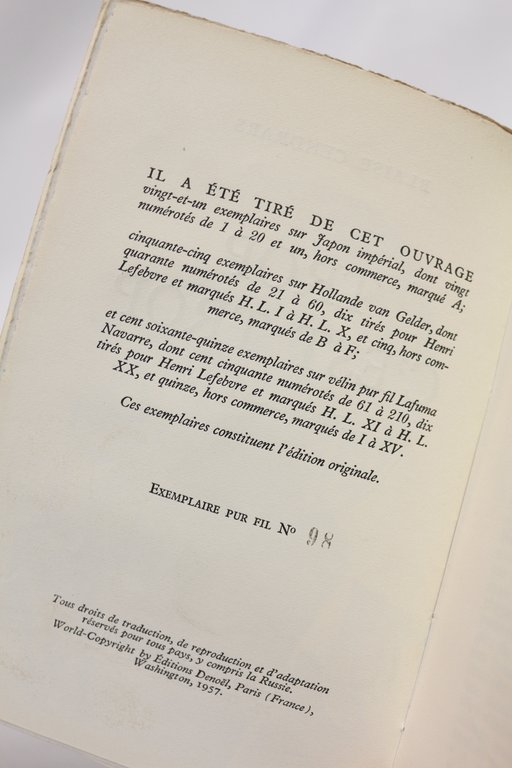 IL A ÉTÉ TIRÉ DE CET OUVRAGE
vingt-et-un exemplaires sur Japon impérial, dont vingt
numérotés de 1 à 20 et un, hors commerce, marqué A;
cinquante-cinq exemplaires sur Hollande van Gelder, dont
quarante numérotés de 21 à 60, dix tirés pour Henri
Lefebvre et marqués H. L. I à H. L. X, et cinq, hors com-
merce, marqués de B à F;
et cent soixante-quinze exemplaires sur vélin pur fil Lafuma
Navarre, dont cent cinquante numérotés de 61 à 210, dix
tirés pour Henri Lefebvre et marqués H. L. XI à H. L.
XX, et quinze, hors commerce, marqués de I à XV.
Ces exemplaires constituent l'édition originale.
EXEMPLAIRE PUR FIL Nº 98
Tous droits de traduction, de reproduction et d'adaptation
réservés pour tous pays, y compris la Russie.
World-Copyright by Éditions Denoël, Paris (France),
Washington, 1957.